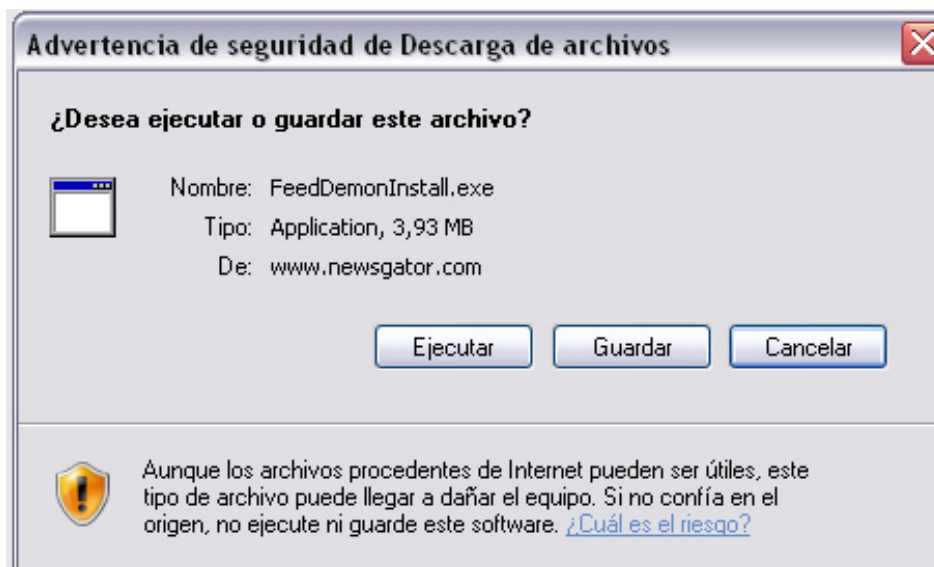 Advertencia de seguridad de Descarga de archivos
¿Desea ejecutar o guardar este archivo?
Nombre: FeedDemonInstall.exe
Tipo: Application, 3,93 MB
De: www.newsgator.com
Ejecutar Guardar Cancelar
Aunque los archivos procedentes de Internet pueden ser útiles, este
tipo de archivo puede llegar a dañar el equipo. Si no confía en el
origen, no ejecute ni guarde este software. ¿Cuál es el riesgo?